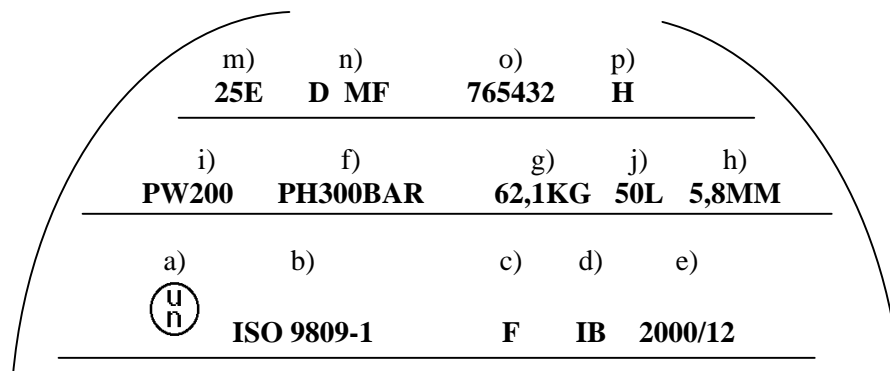 m) n) o) p)
25E D MF 765432 H
i) f) g) j) h)
PW200 PH300BAR 62,1KG 50L 5,8MM
a) b) c) d) e)
un ISO 9809-1 F IB 2000/12